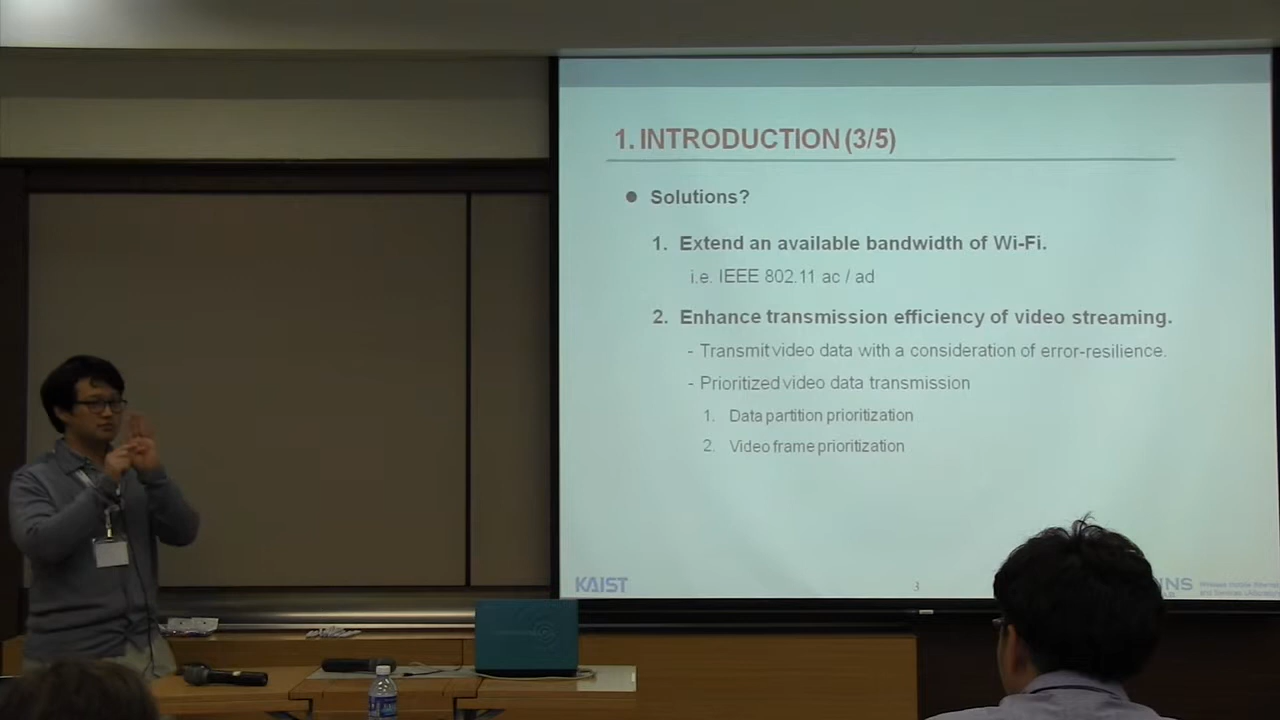 1. INTRODUCTION (3/5)
● Solutions?
1. Extend an available bandwidth of Wi-Fi.
i.e. IEEE 802.11 ac / ad
2. Enhance transmission efficiency of video streaming.
- Transmit video data with a consideration of error-resilience.
- Prioritized video data transmission
1. Data partition prioritization
2. Video frame prioritization
KAIST
3